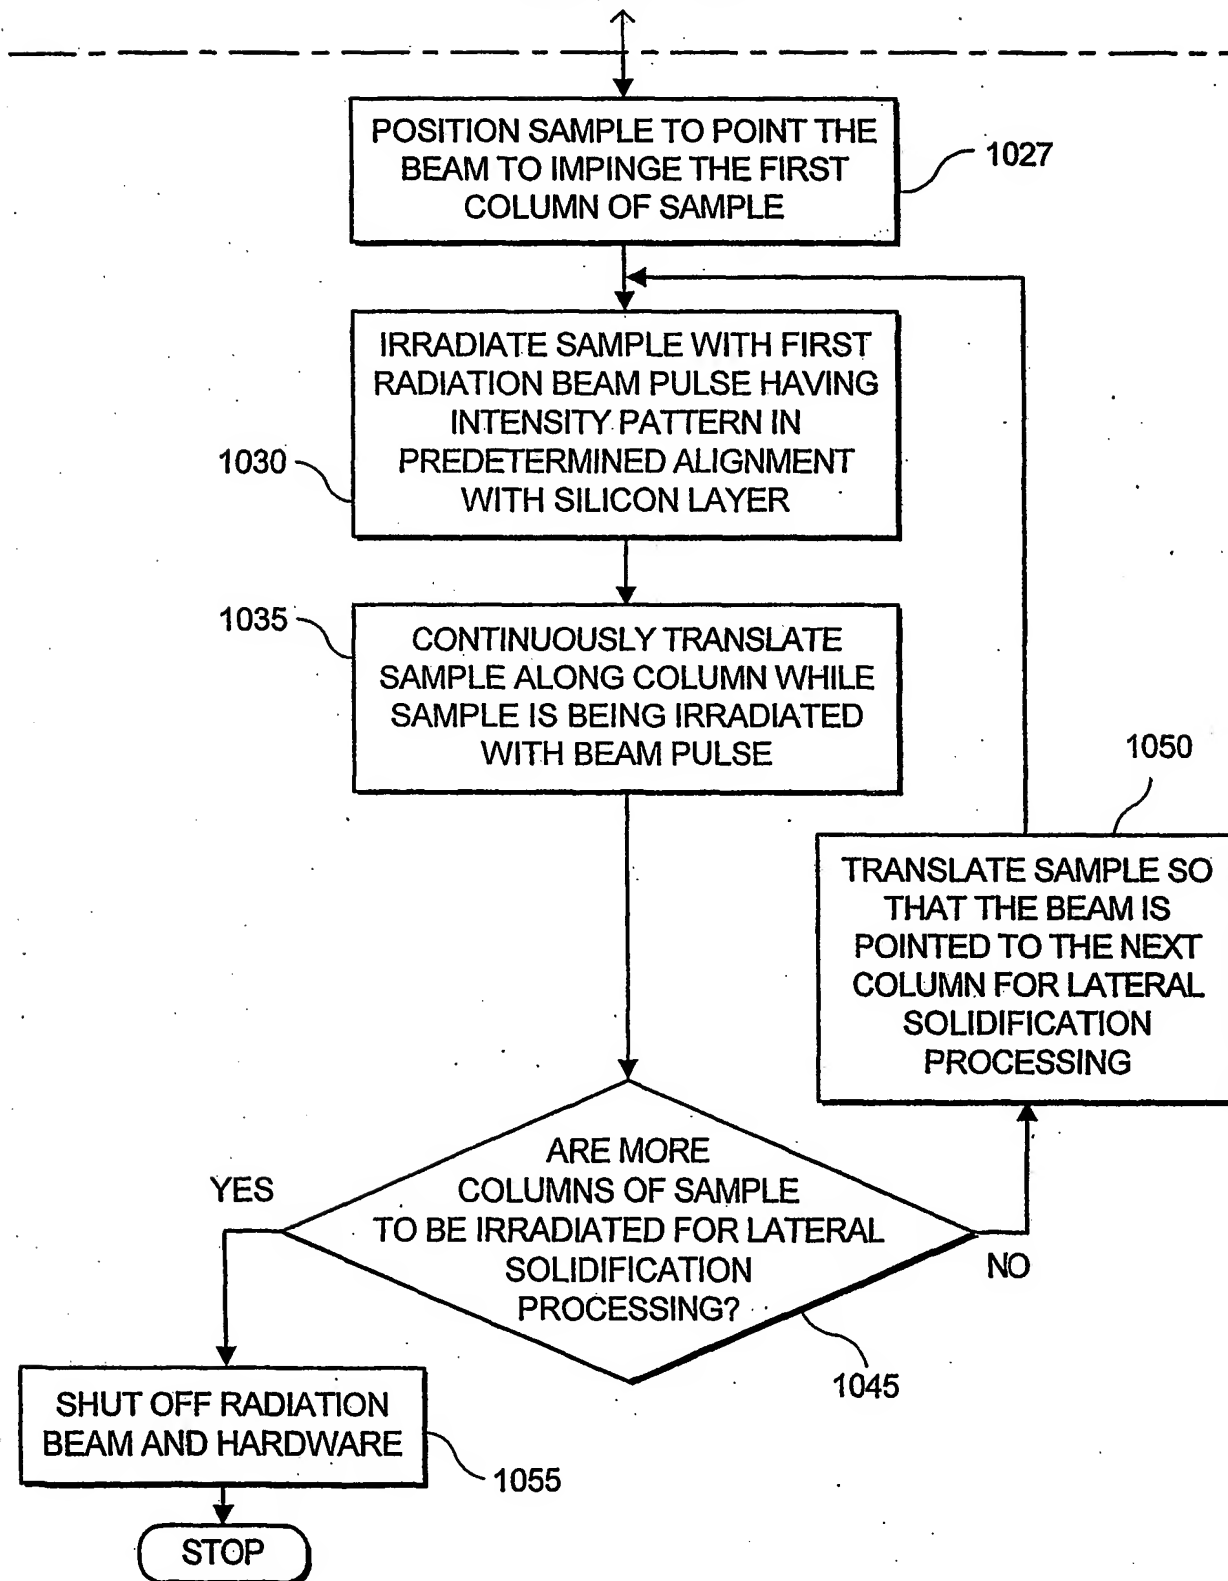 POSITION SAMPLE TO POINT THE
BEAM TO IMPINGE THE FIRST
COLUMN OF SAMPLE
1027
IRRADIATE SAMPLE WITH FIRST
RADIATION BEAM PULSE HAVING
INTENSITY PATTERN IN
PREDETERMINED ALIGNMENT
WITH SILICON LAYER
1030
1035
CONTINUOUSLY TRANSLATE
SAMPLE ALONG COLUMN WHILE
SAMPLE IS BEING IRRADIATED
WITH BEAM PULSE
1050
TRANSLATE SAMPLE SO
THAT THE BEAM IS
POINTED TO THE NEXT
COLUMN FOR LATERAL
SOLIDIFICATION
PROCESSING
ARE MORE
COLUMNS OF SAMPLE
TO BE IRRADIATED FOR LATERAL
SOLIDIFICATION
PROCESSING?
YES
NO
1045
SHUT OFF RADIATION
BEAM AND HARDWARE
1055
STOP